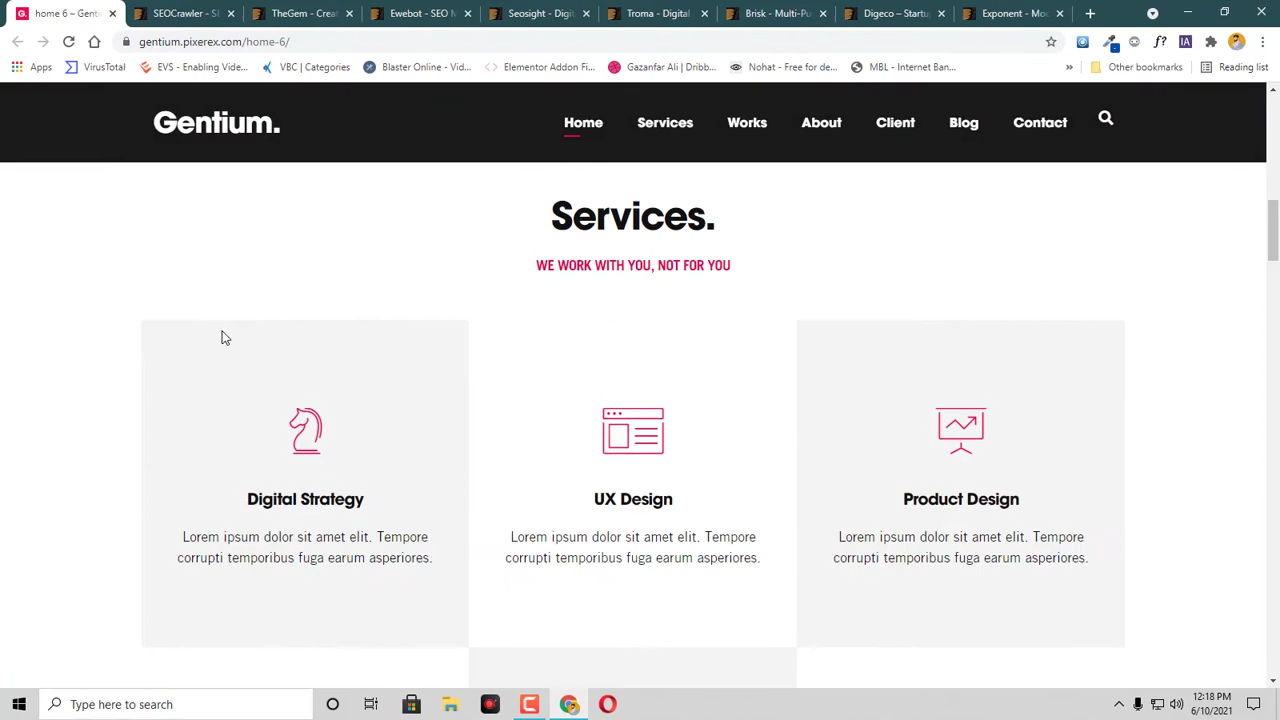 home 6 – Genti
SEOCrawler - S
TheGem - Creat
Ewebot - SEO
Seosight - Digit
Troma - Digital
Brisk - Multi-Pu
Digeco – Startu
Exponent - Mo
gentium.pixerex.com/home-6/
Apps
VirusTotal
EVS - Enabling Vide...
VBC | Categories
Blaster Online - Vid...
Elementor Addon Fi...
Gazanfar Ali | Dribb...
Nohat - Free for de...
MBL - Internet Ban...
»
Other bookmarks
Reading list
Gentium.
Home
Services
Works
About
Client
Blog
Contact
Services.
WE WORK WITH YOU, NOT FOR YOU
Digital Strategy
Lorem ipsum dolor sit amet elit. Tempore
corrupti temporibus fuga earum asperiores.
UX Design
Lorem ipsum dolor sit amet elit. Tempore
corrupti temporibus fuga earum asperiores.
Product Design
Lorem ipsum dolor sit amet elit. Tempore
corrupti temporibus fuga earum asperiores.
Type here to search
12:18 PM
6/10/2021